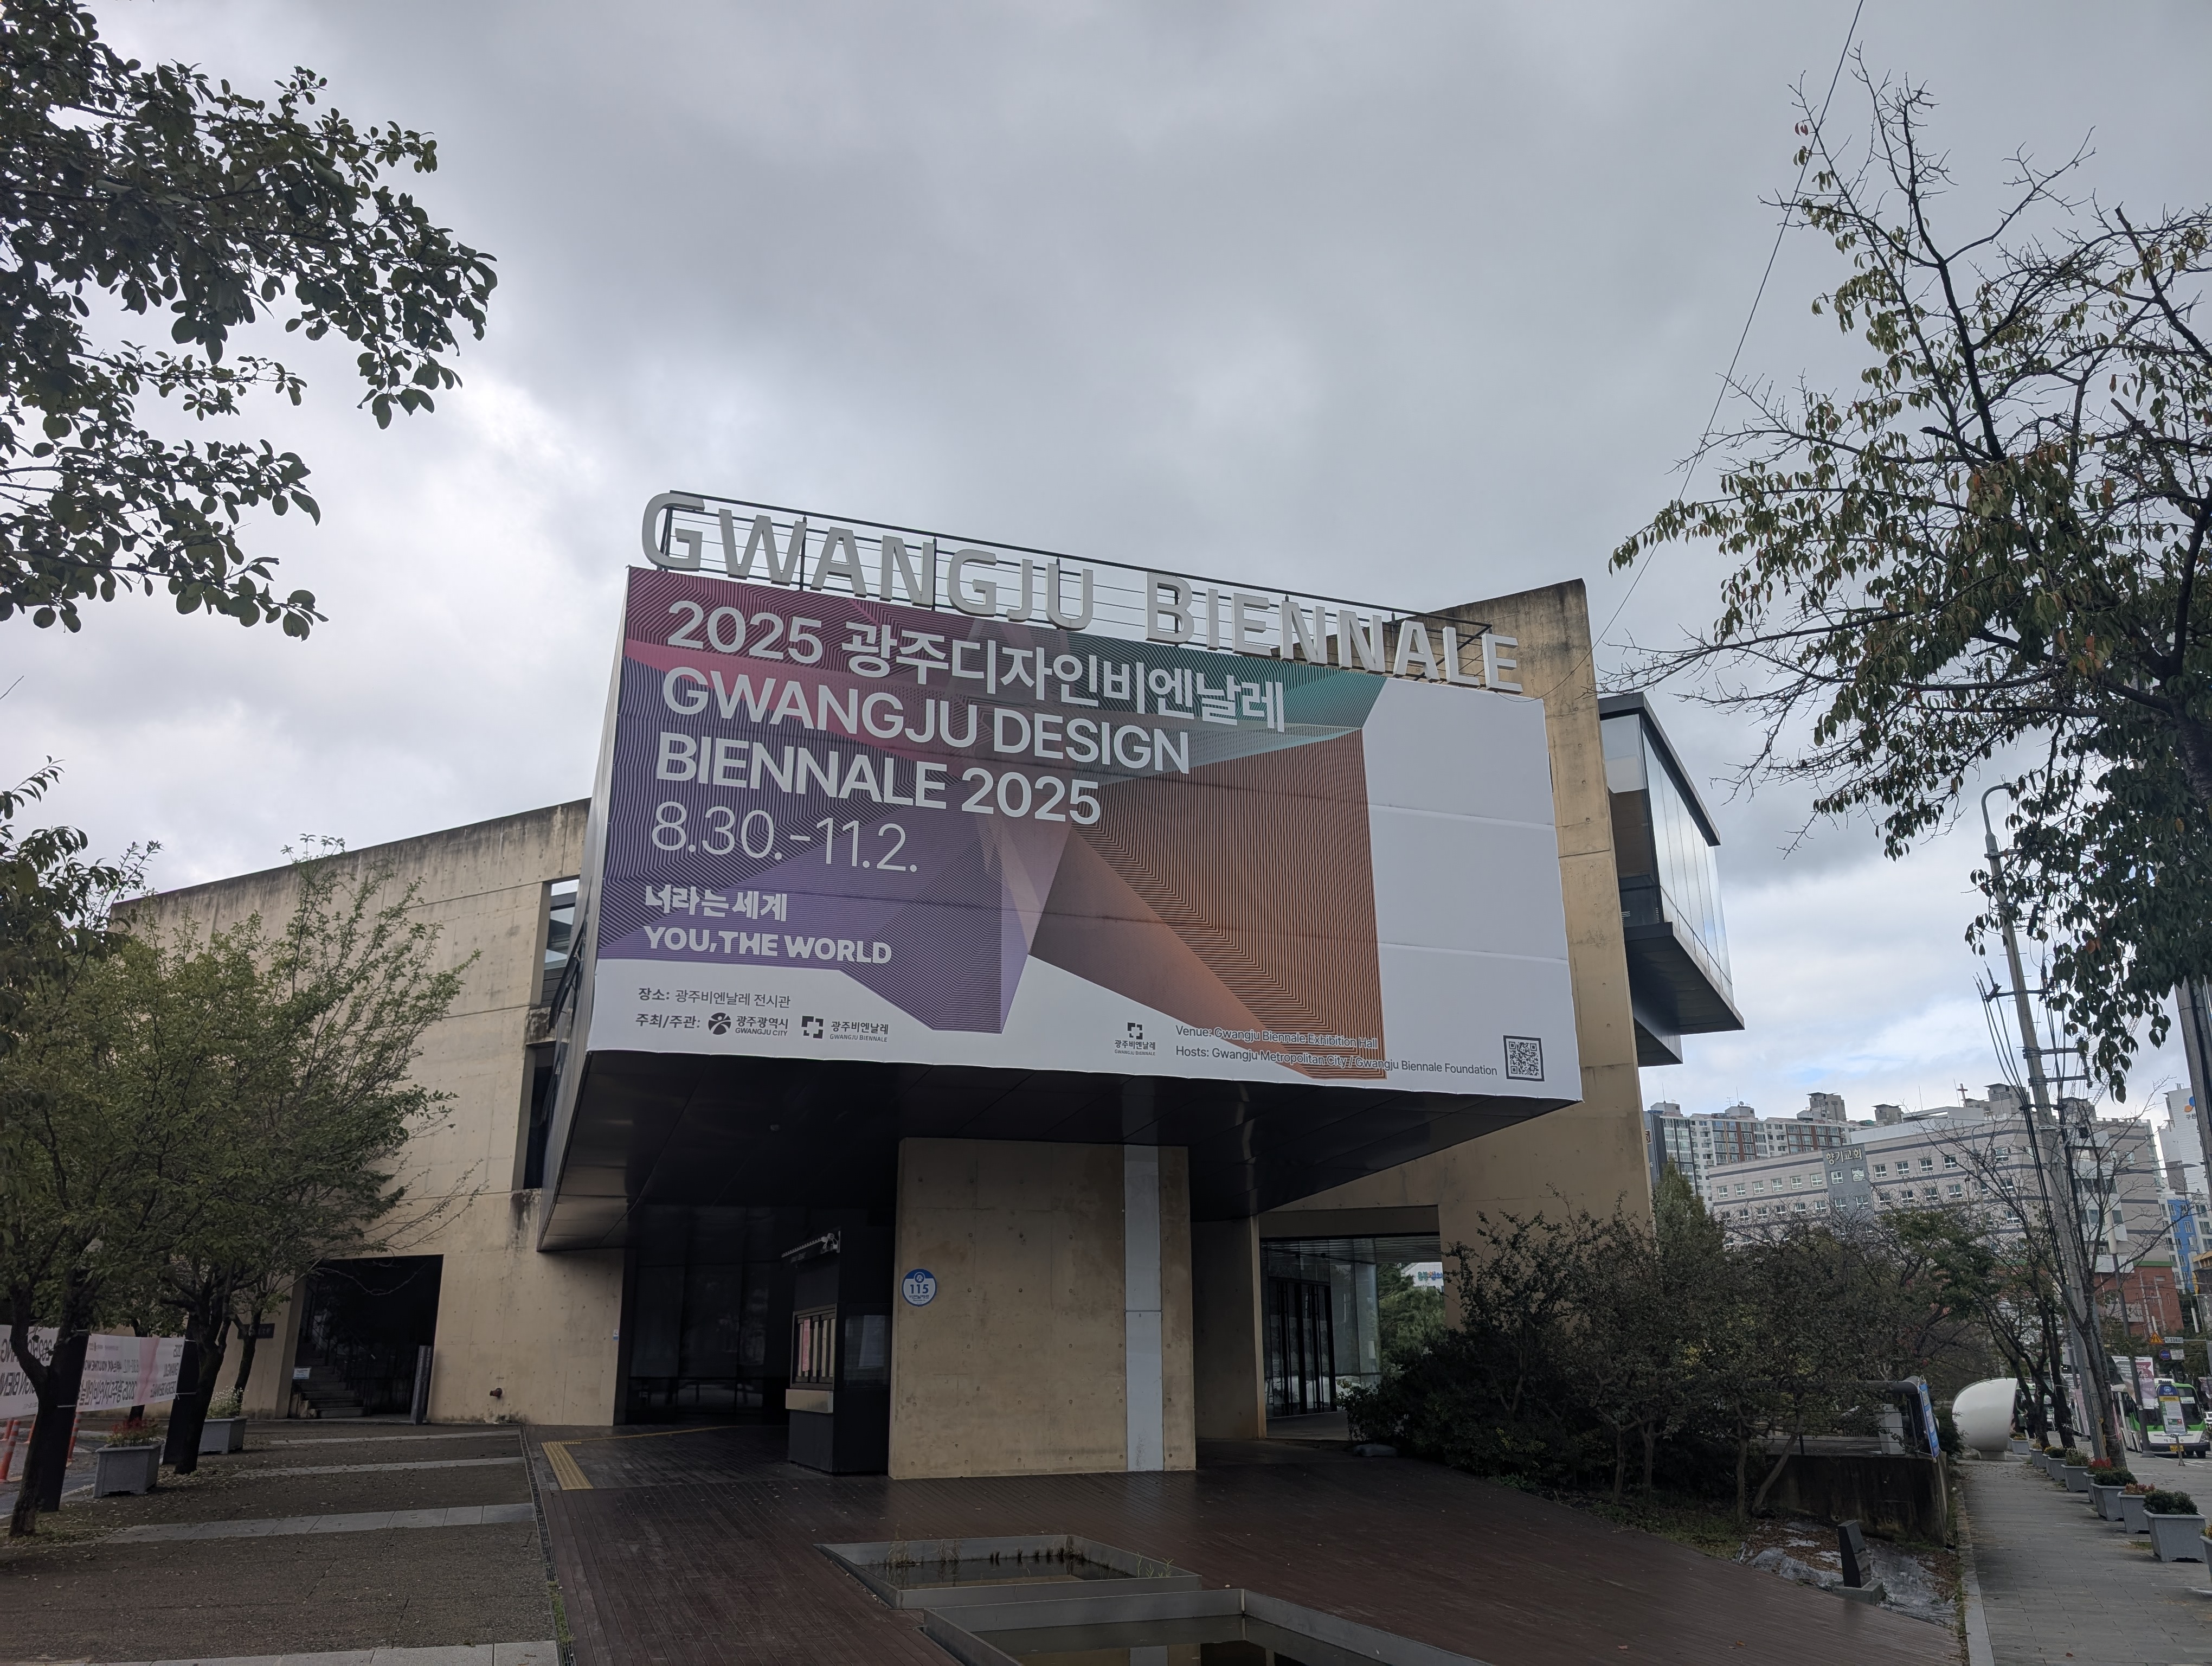 GWANGJU BIENNALE
2025 광주디자인비엔날레
GWANGJU DESIGN
BIENNALE 2025
8.30.-11.2.
너라는 세계
YOU, THE WORLD
장소: 광주비엔날레 전시관
주최/주관: 광주광역시 GWANGJU CITY 광주비엔날레 GWANGJU BIENNALE
광주비엔날레 GWANGJU BIENNALE
Venue: Gwangju Biennale Exhibition Hall
Hosts: Gwangju Metropolitan City, Gwangju Biennale Foundation
향기교회
115